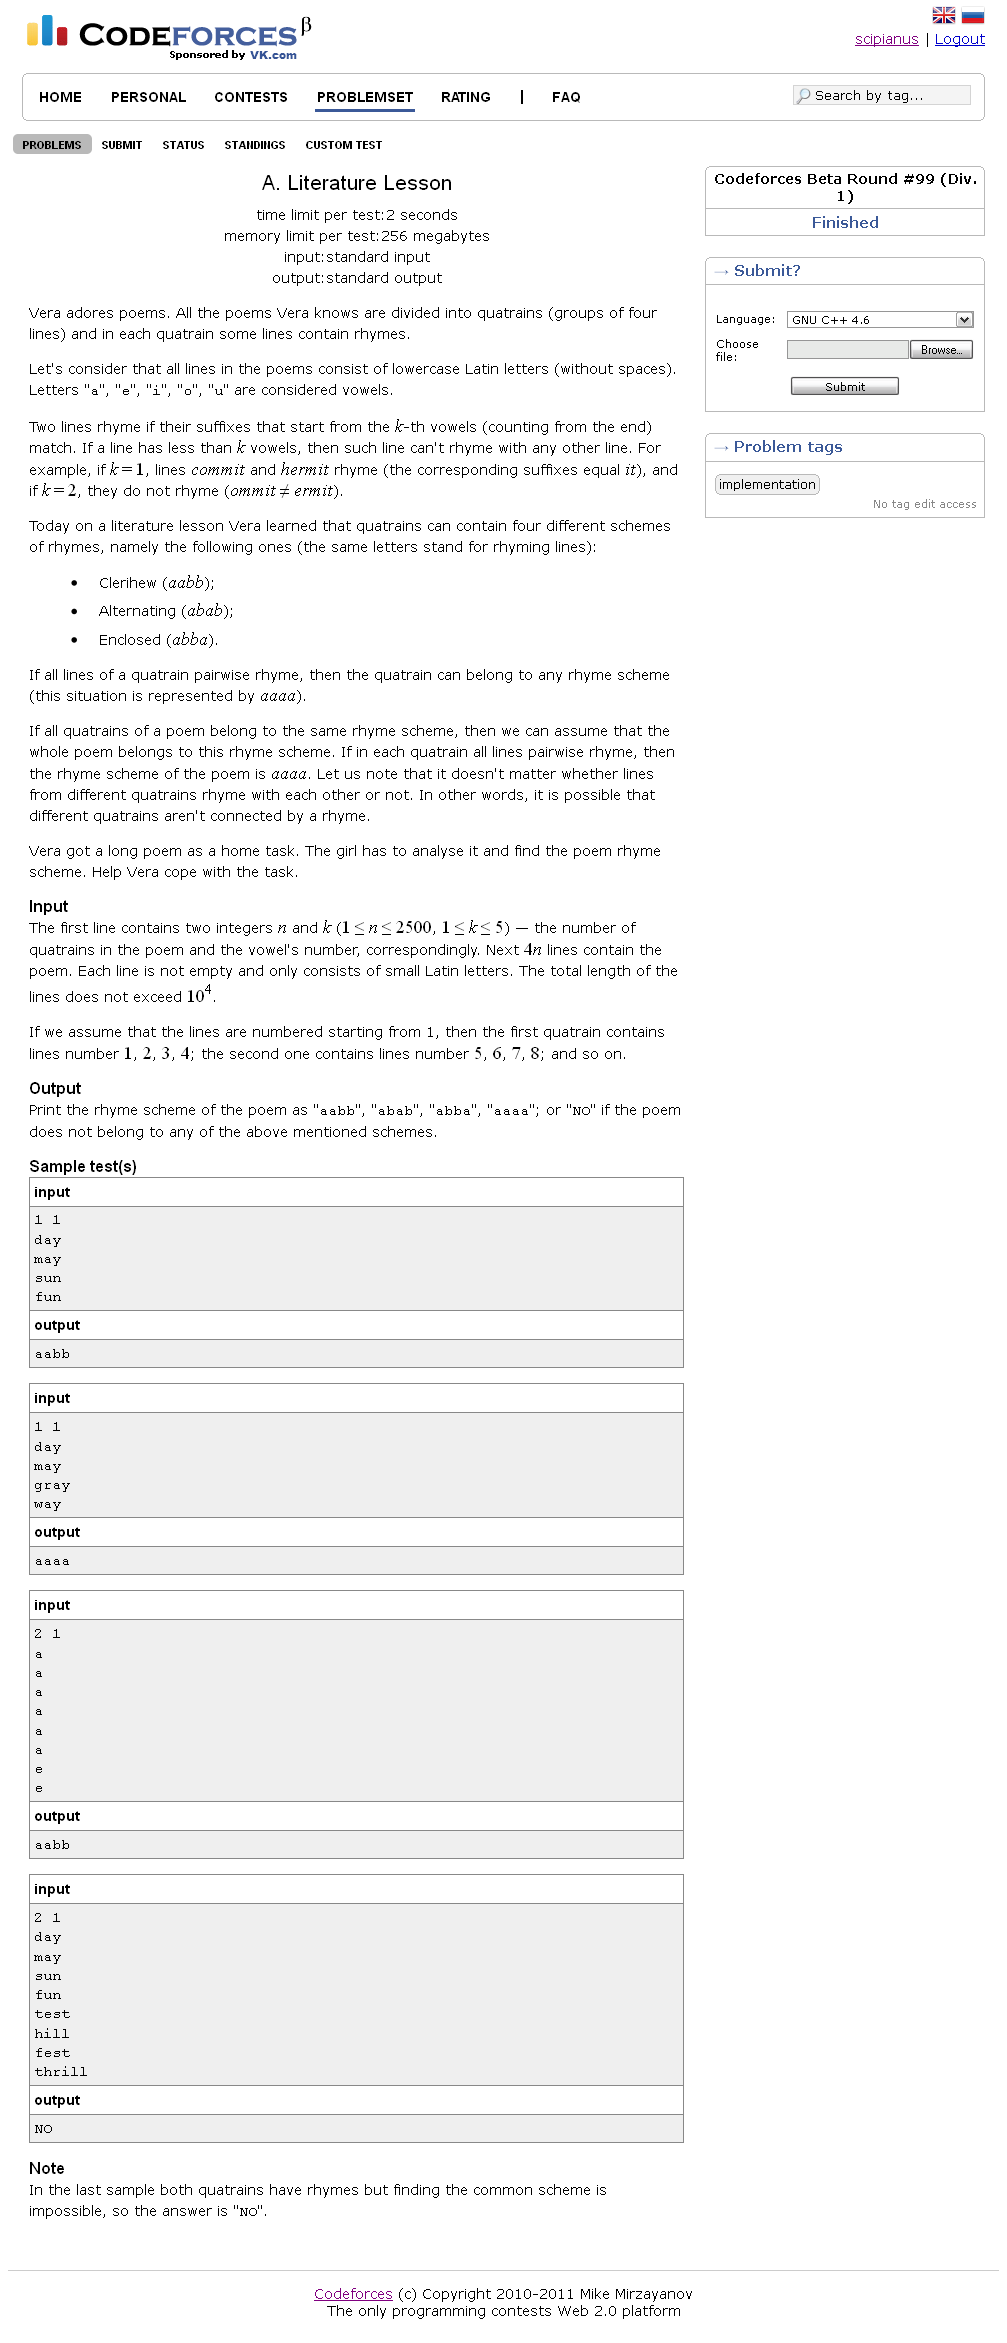 CODEFORCES β
Sponsored by VK.com
scipianus | Logout
HOME PERSONAL CONTESTS PROBLEMSET RATING | FAQ
Search by tag...
PROBLEMS SUBMIT STATUS STANDINGS CUSTOM TEST
A. Literature Lesson
time limit per test:2 seconds
memory limit per test:256 megabytes
input:standard input
output:standard output
Vera adores poems. All the poems Vera knows are divided into quatrains (groups of four
lines) and in each quatrain some lines contain rhymes.
Let's consider that all lines in the poems consist of lowercase Latin letters (without spaces).
Letters "a", "e", "i", "o", "u" are considered vowels.
Two lines rhyme if their suffixes that start from the k-th vowels (counting from the end)
match. If a line has less than k vowels, then such line can't rhyme with any other line. For
example, if k = 1, lines commit and hermit rhyme (the corresponding suffixes equal it), and
if k = 2, they do not rhyme (ommit ≠ ermit).
Today on a literature lesson Vera learned that quatrains can contain four different schemes
of rhymes, namely the following ones (the same letters stand for rhyming lines):
• Clerihew (aabb);
• Alternating (abab);
• Enclosed (abba).
If all lines of a quatrain pairwise rhyme, then the quatrain can belong to any rhyme scheme
(this situation is represented by aaaa).
If all quatrains of a poem belong to the same rhyme scheme, then we can assume that the
whole poem belongs to this rhyme scheme. If in each quatrain all lines pairwise rhyme, then
the rhyme scheme of the poem is aaaa. Let us note that it doesn't matter whether lines
from different quatrains rhyme with each other or not. In other words, it is possible that
different quatrains aren't connected by a rhyme.
Vera got a long poem as a home task. The girl has to analyse it and find the poem rhyme
scheme. Help Vera cope with the task.
Input
The first line contains two integers n and k (1 ≤ n ≤ 2500, 1 ≤ k ≤ 5) — the number of
quatrains in the poem and the vowel's number, correspondingly. Next 4n lines contain the
poem. Each line is not empty and only consists of small Latin letters. The total length of the
lines does not exceed 10⁴.
If we assume that the lines are numbered starting from 1, then the first quatrain contains
lines number 1, 2, 3, 4; the second one contains lines number 5, 6, 7, 8; and so on.
Output
Print the rhyme scheme of the poem as "aabb", "abab", "abba", "aaaa"; or "NO" if the poem
does not belong to any of the above mentioned schemes.
Sample test(s)
input
1 1
day
may
sun
fun
output
aabb
input
1 1
day
may
gray
way
output
aaaa
input
2 1
a
a
a
a
a
a
e
e
output
aabb
input
2 1
day
may
sun
fun
test
hill
fest
thrill
output
NO
Note
In the last sample both quatrains have rhymes but finding the common scheme is
impossible, so the answer is "NO".
Codeforces Beta Round #99 (Div.
1)
Finished
→ Submit?
Language: GNU C++ 4.6
Choose
file: Browse...
Submit
→ Problem tags
implementation
No tag edit access
Codeforces (c) Copyright 2010-2011 Mike Mirzayanov
The only programming contests Web 2.0 platform